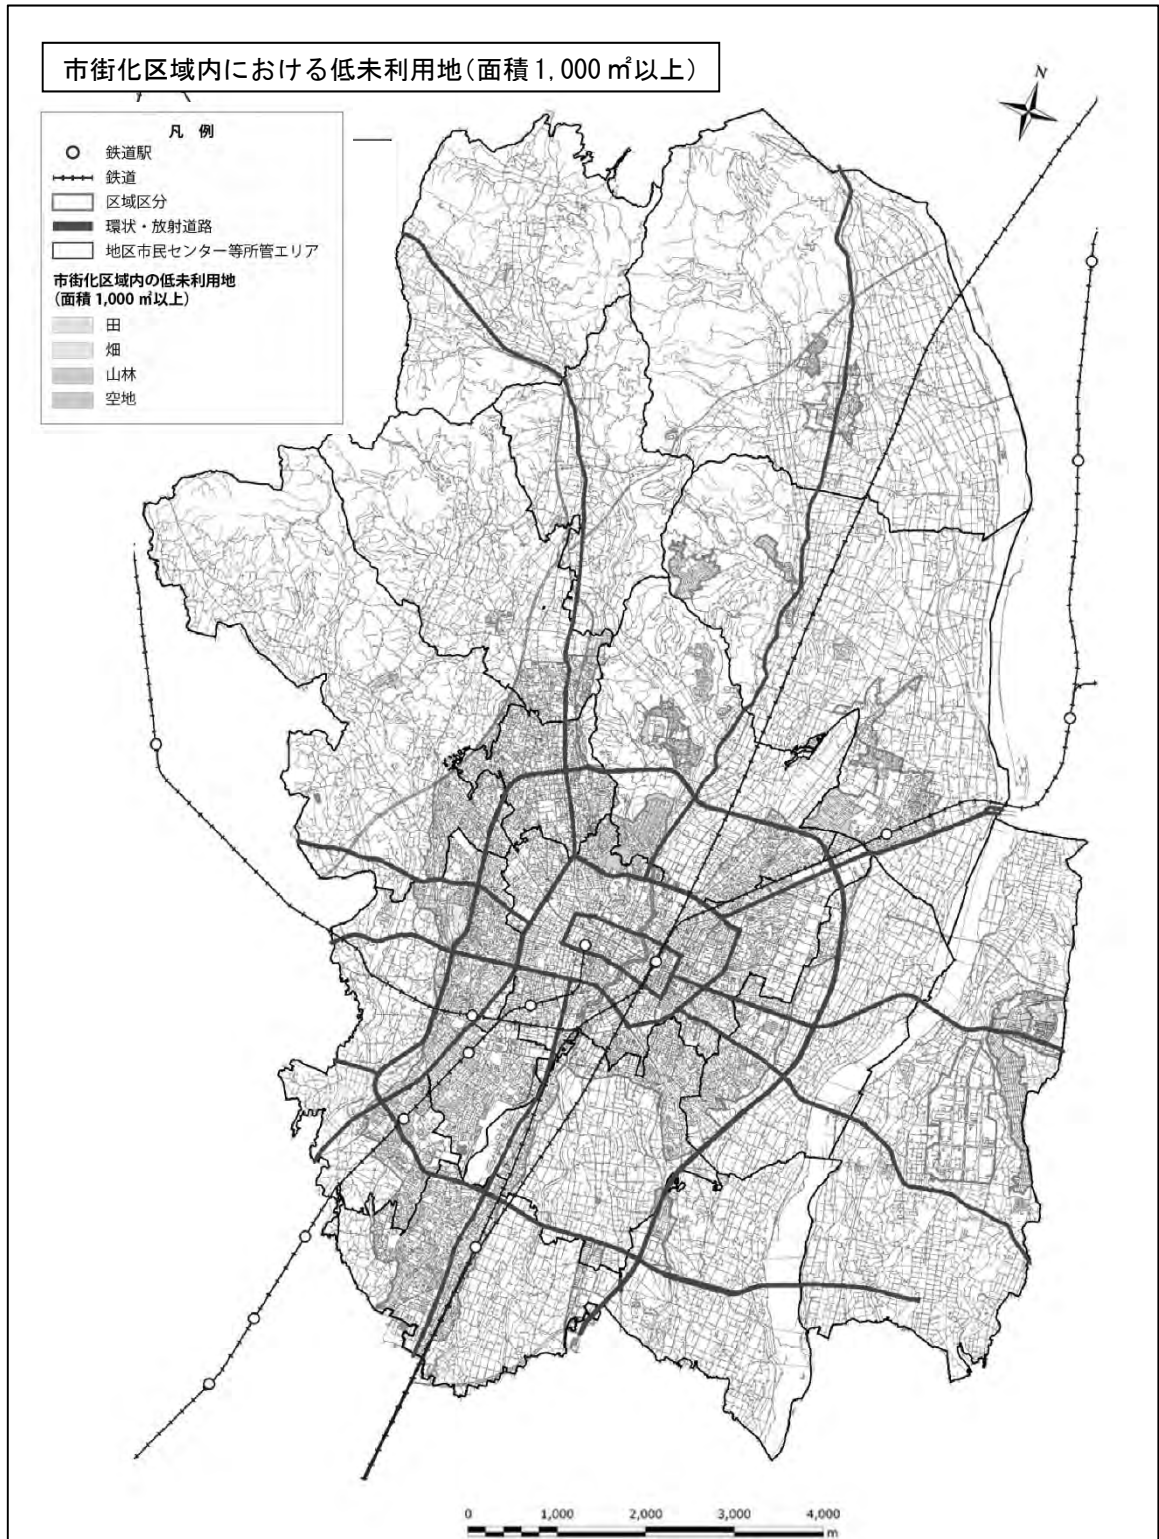 市街化区域内における低未利用地（面積1,000㎡以上）
N
凡 例
鉄道駅
鉄道
区域区分
環状・放射道路
地区市民センター等所管エリア
市街化区域内の低未利用地
（面積1,000㎡以上）
田
畑
山林
空地
0 1,000 2,000 3,000 4,000
m